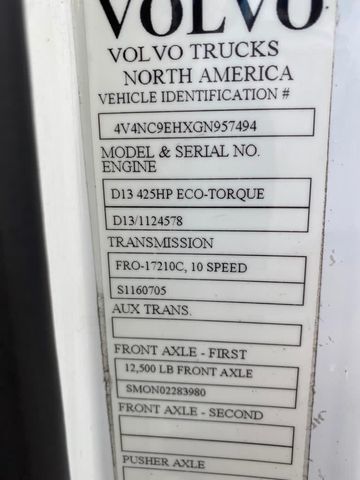 VOLVO
VOLVO TRUCKS
NORTH AMERICA
VEHICLE IDENTIFICATION #
4V4NC9EHXGN957494
MODEL & SERIAL NO.
ENGINE
D13 425HP ECO-TORQUE
D13/1124578
TRANSMISSION
FRO-17210C, 10 SPEED
S1160705
AUX TRANS.
FRONT AXLE - FIRST
12,500 LB FRONT AXLE
SMON02283980
FRONT AXLE - SECOND
PUSHER AXLE